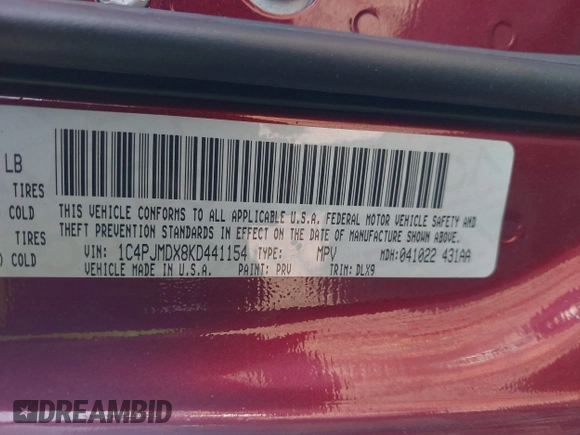 LB
TIRES
COLD
TIRES
COLD
THIS VEHICLE CONFORMS TO ALL APPLICABLE U.S.A. FEDERAL MOTOR VEHICLE SAFETY AND
THEFT PREVENTION STANDARDS IN EFFECT ON THE DATE OF MANUFACTURE SHOWN ABOVE.
VIN: 1C4PJMDX8KD441154 TYPE: MPV MDH: 041022 431AA
VEHICLE MADE IN U.S.A. PAINT: PRV TRIM: DLX9
DREAMBID